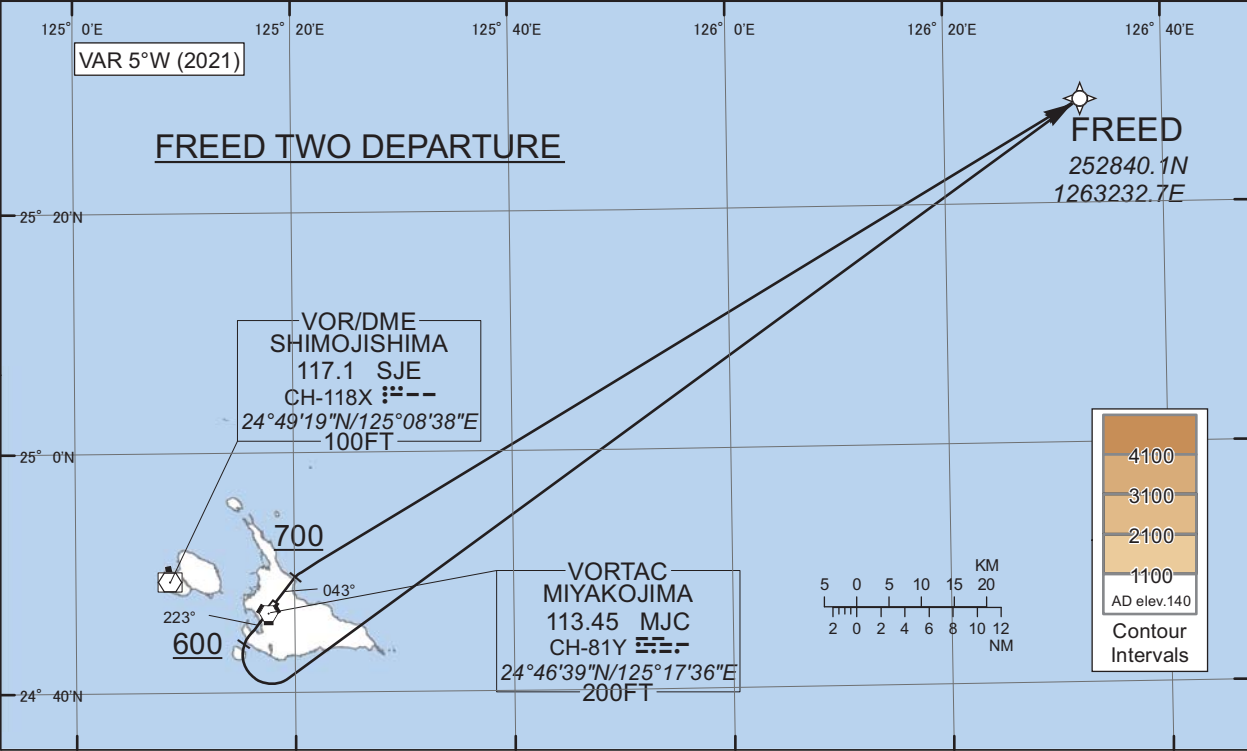 125° 0'E
125° 20'E
125° 40'E
126° 0'E
126° 20'E
126° 40'E
VAR 5°W (2021)
FREED TWO DEPARTURE
FREED
252840.1N
1263232.7E
25° 20'N
VOR/DME
SHIMOJISHIMA
117.1 SJE
CH-118X
24°49'19"N/125°08'38"E
100FT
25° 0'N
700
043°
223°
600
VORTAC
MIYAKOJIMA
113.45 MJC
CH-81Y
24°46'39"N/125°17'36"E
200FT
KM
5 0 5 10 15 20
2 0 2 4 6 8 10 12
NM
4100
3100
2100
1100
AD elev.140
Contour
Intervals
24° 40'N